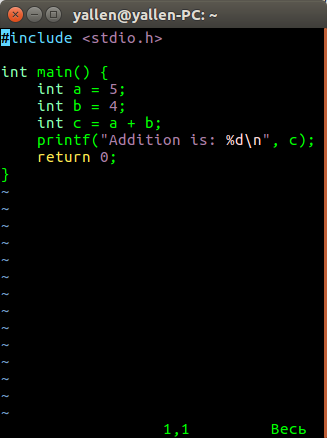 yallen@yallen-PC: ~
#include <stdio.h>

int main() {
    int a = 5;
    int b = 4;
    int c = a + b;
    printf("Addition is: %d\n", c);
    return 0;
}
~
~
~
~
~
~
~
~
~
~
~
~
~
~
1,1 Весь